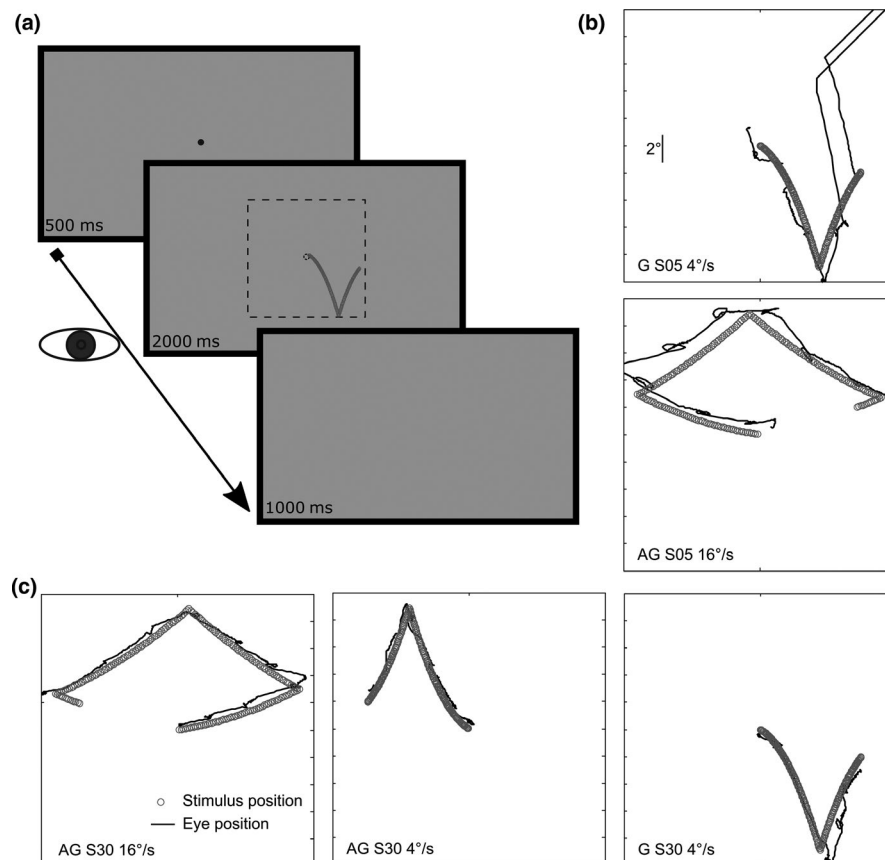 (a)
500 ms
2000 ms
1000 ms
(b)
2°
G S05 4°/s
AG S05 16°/s
(c)
Stimulus position
Eye position
AG S30 16°/s
AG S30 4°/s
G S30 4°/s